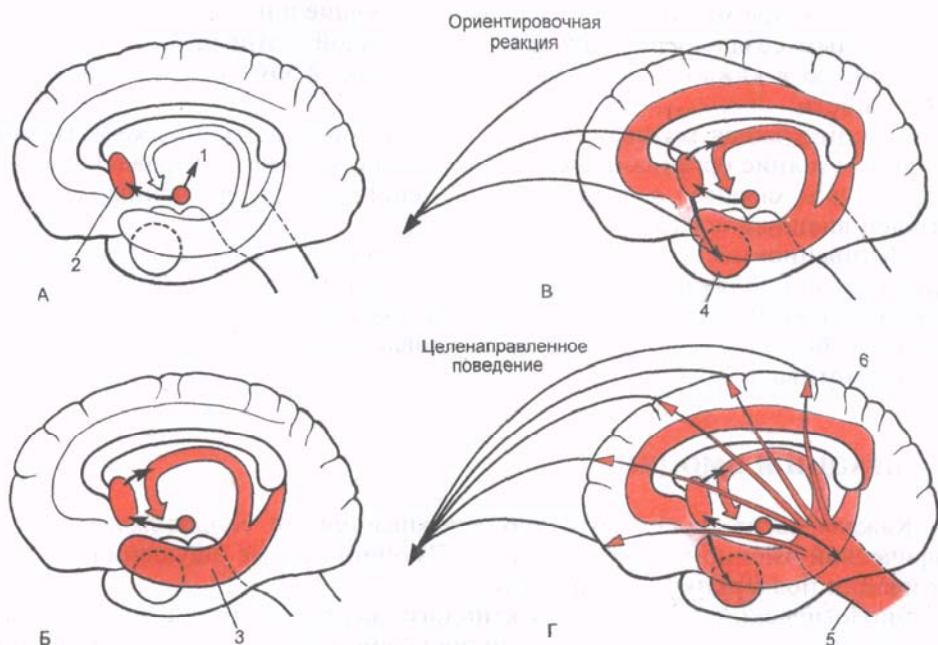 Ориентировочная
реакция
1
2
А
4
В
Целенаправленное
поведение
3
Б
6
5
Г